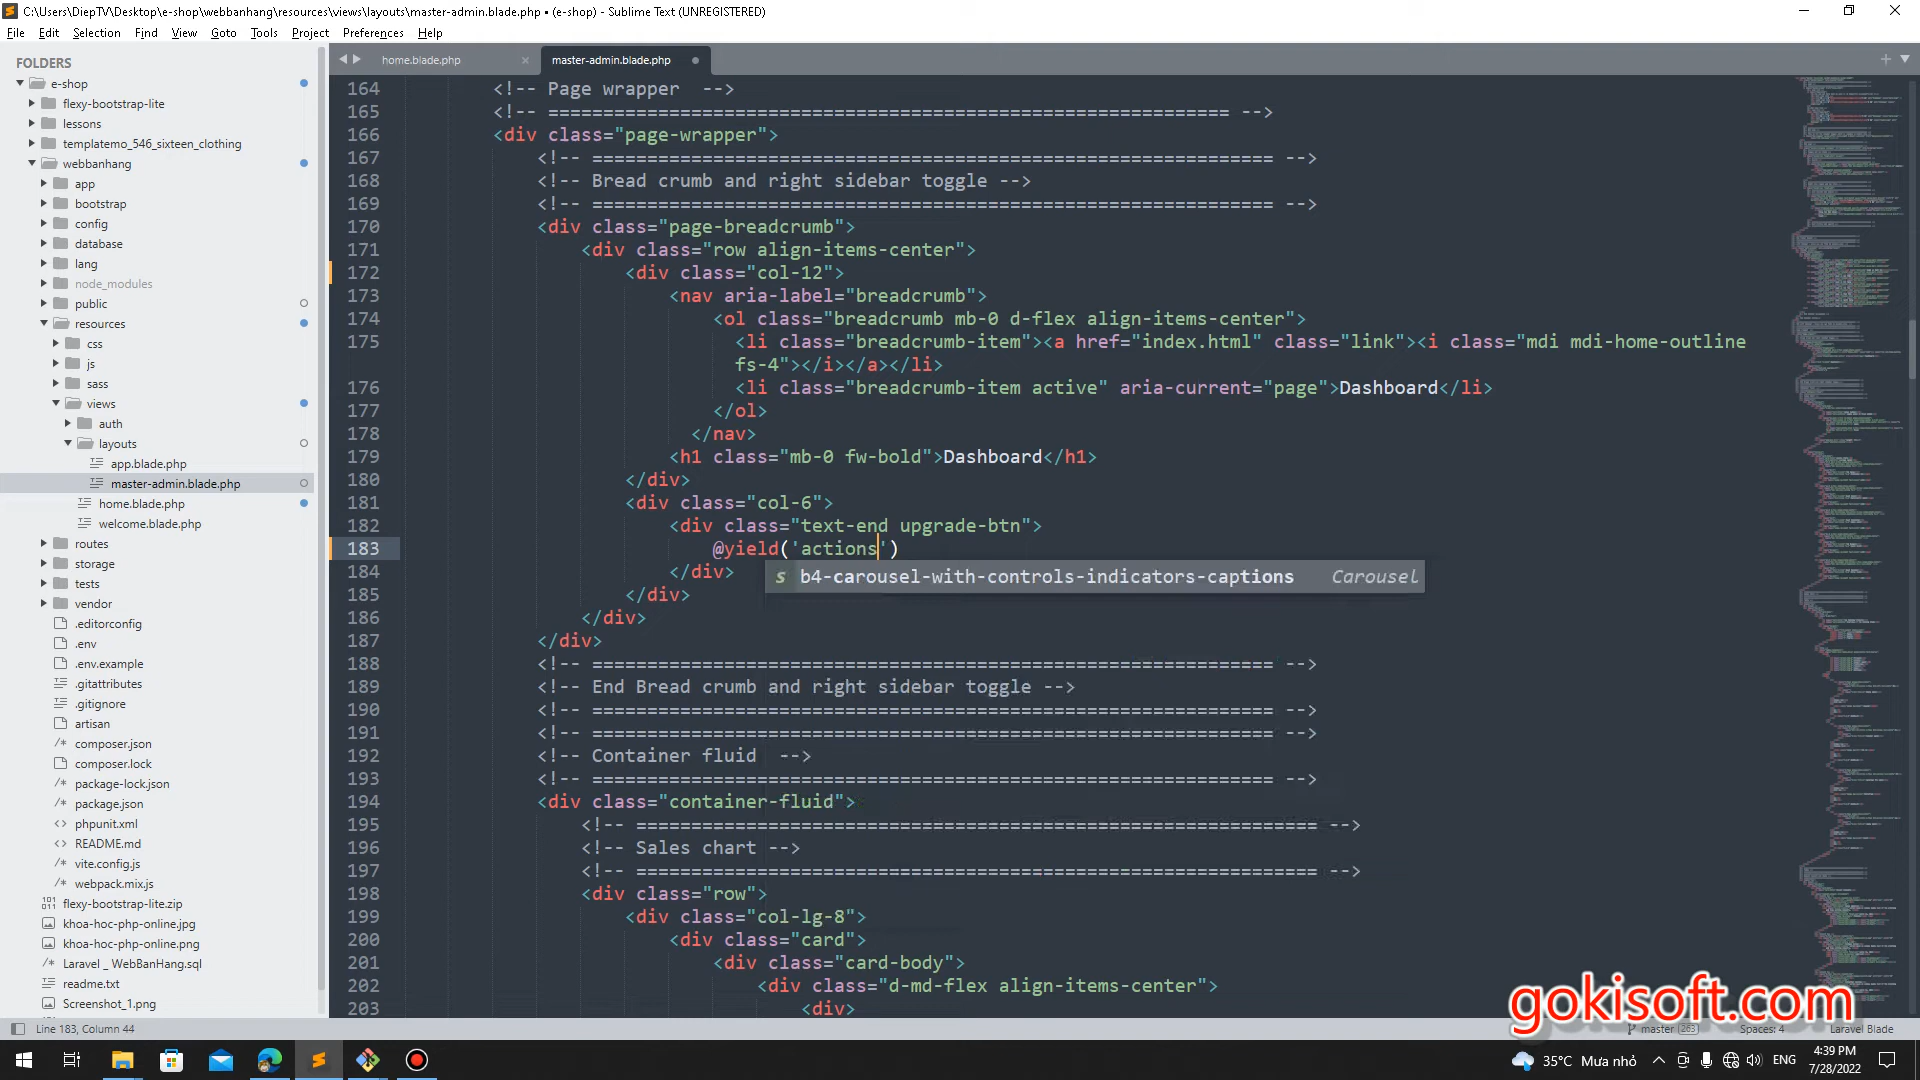 C:\Users\DiepTV\Desktop\e-shop\webbanhang\resources\views\layouts\master-admin.blade.php • (e-shop) - Sublime Text (UNREGISTERED)
File Edit Selection Find View Goto Tools Project Preferences Help
FOLDERS
e-shop
flexy-bootstrap-lite
lessons
templatemo_546_sixteen_clothing
webbanhang
app
bootstrap
config
database
lang
node_modules
public
resources
css
js
sass
views
auth
layouts
app.blade.php
master-admin.blade.php
home.blade.php
welcome.blade.php
routes
storage
tests
vendor
.editorconfig
.env
.env.example
.gitattributes
.gitignore
artisan
composer.json
composer.lock
package-lock.json
package.json
phpunit.xml
README.md
vite.config.js
webpack.mix.js
flexy-bootstrap-lite.zip
khoa-hoc-php-online.jpg
khoa-hoc-php-online.png
Laravel _ WebBanHang.sql
readme.txt
Screenshot_1.png
home.blade.php × master-admin.blade.php •
164 <!-- Page wrapper  -->
165 <!-- ============================================================== -->
166 <div class="page-wrapper">
167 <!-- ============================================================== -->
168 <!-- Bread crumb and right sidebar toggle -->
169 <!-- ============================================================== -->
170 <div class="page-breadcrumb">
171 <div class="row align-items-center">
172 <div class="col-12">
173 <nav aria-label="breadcrumb">
174 <ol class="breadcrumb mb-0 d-flex align-items-center">
175 <li class="breadcrumb-item"><a href="index.html" class="link"><i class="mdi mdi-home-outline
fs-4"></i></a></li>
176 <li class="breadcrumb-item active" aria-current="page">Dashboard</li>
177 </ol>
178 </nav>
179 <h1 class="mb-0 fw-bold">Dashboard</h1>
180 </div>
181 <div class="col-6">
182 <div class="text-end upgrade-btn">
183 @yield('actions')
b4-carousel-with-controls-indicators-captions Carousel
184 </div>
185 </div>
186 </div>
187 </div>
188 <!-- ============================================================== -->
189 <!-- End Bread crumb and right sidebar toggle -->
190 <!-- ============================================================== -->
191 <!-- ============================================================== -->
192 <!-- Container fluid  -->
193 <!-- ============================================================== -->
194 <div class="container-fluid">
195 <!-- ============================================================== -->
196 <!-- Sales chart -->
197 <!-- ============================================================== -->
198 <div class="row">
199 <div class="col-lg-8">
200 <div class="card">
201 <div class="card-body">
202 <div class="d-md-flex align-items-center">
203 <div>
gokisoft.com
Line 183, Column 44 master 263 Spaces: 4 Laravel Blade
35°C Mưa nhỏ ENG 4:39 PM
7/28/2022